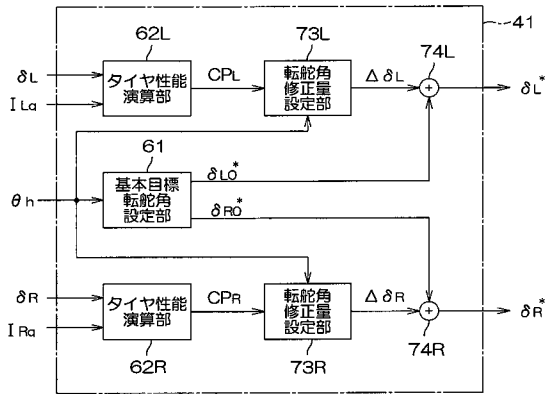 41
62L
73L
74L
δL
ILa
タイヤ性能
演算部
CPL
転舵角
修正量
設定部
Δ δL
+
δL*
61
θh
基本目標
転舵角
設定部
δL0*
δR0*
δR
IRa
タイヤ性能
演算部
CPR
転舵角
修正量
設定部
Δ δR
+
δR*
62R
73R
74R